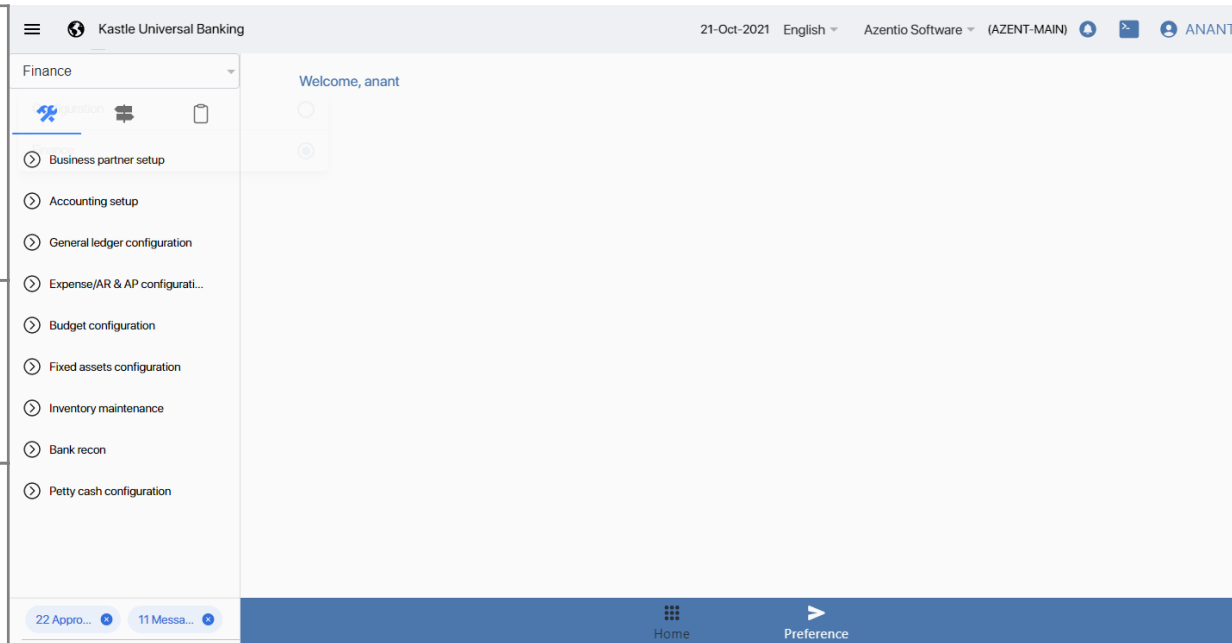 Kastle Universal Banking
21-Oct-2021 English Azentio Software (AZENT-MAIN) ANANT
Finance
Welcome, anant
Business partner setup
Accounting setup
General ledger configuration
Expense/AR & AP configurati...
Budget configuration
Fixed assets configuration
Inventory maintenance
Bank recon
Petty cash configuration
22 Appro... 11 Messa...
Home Preference